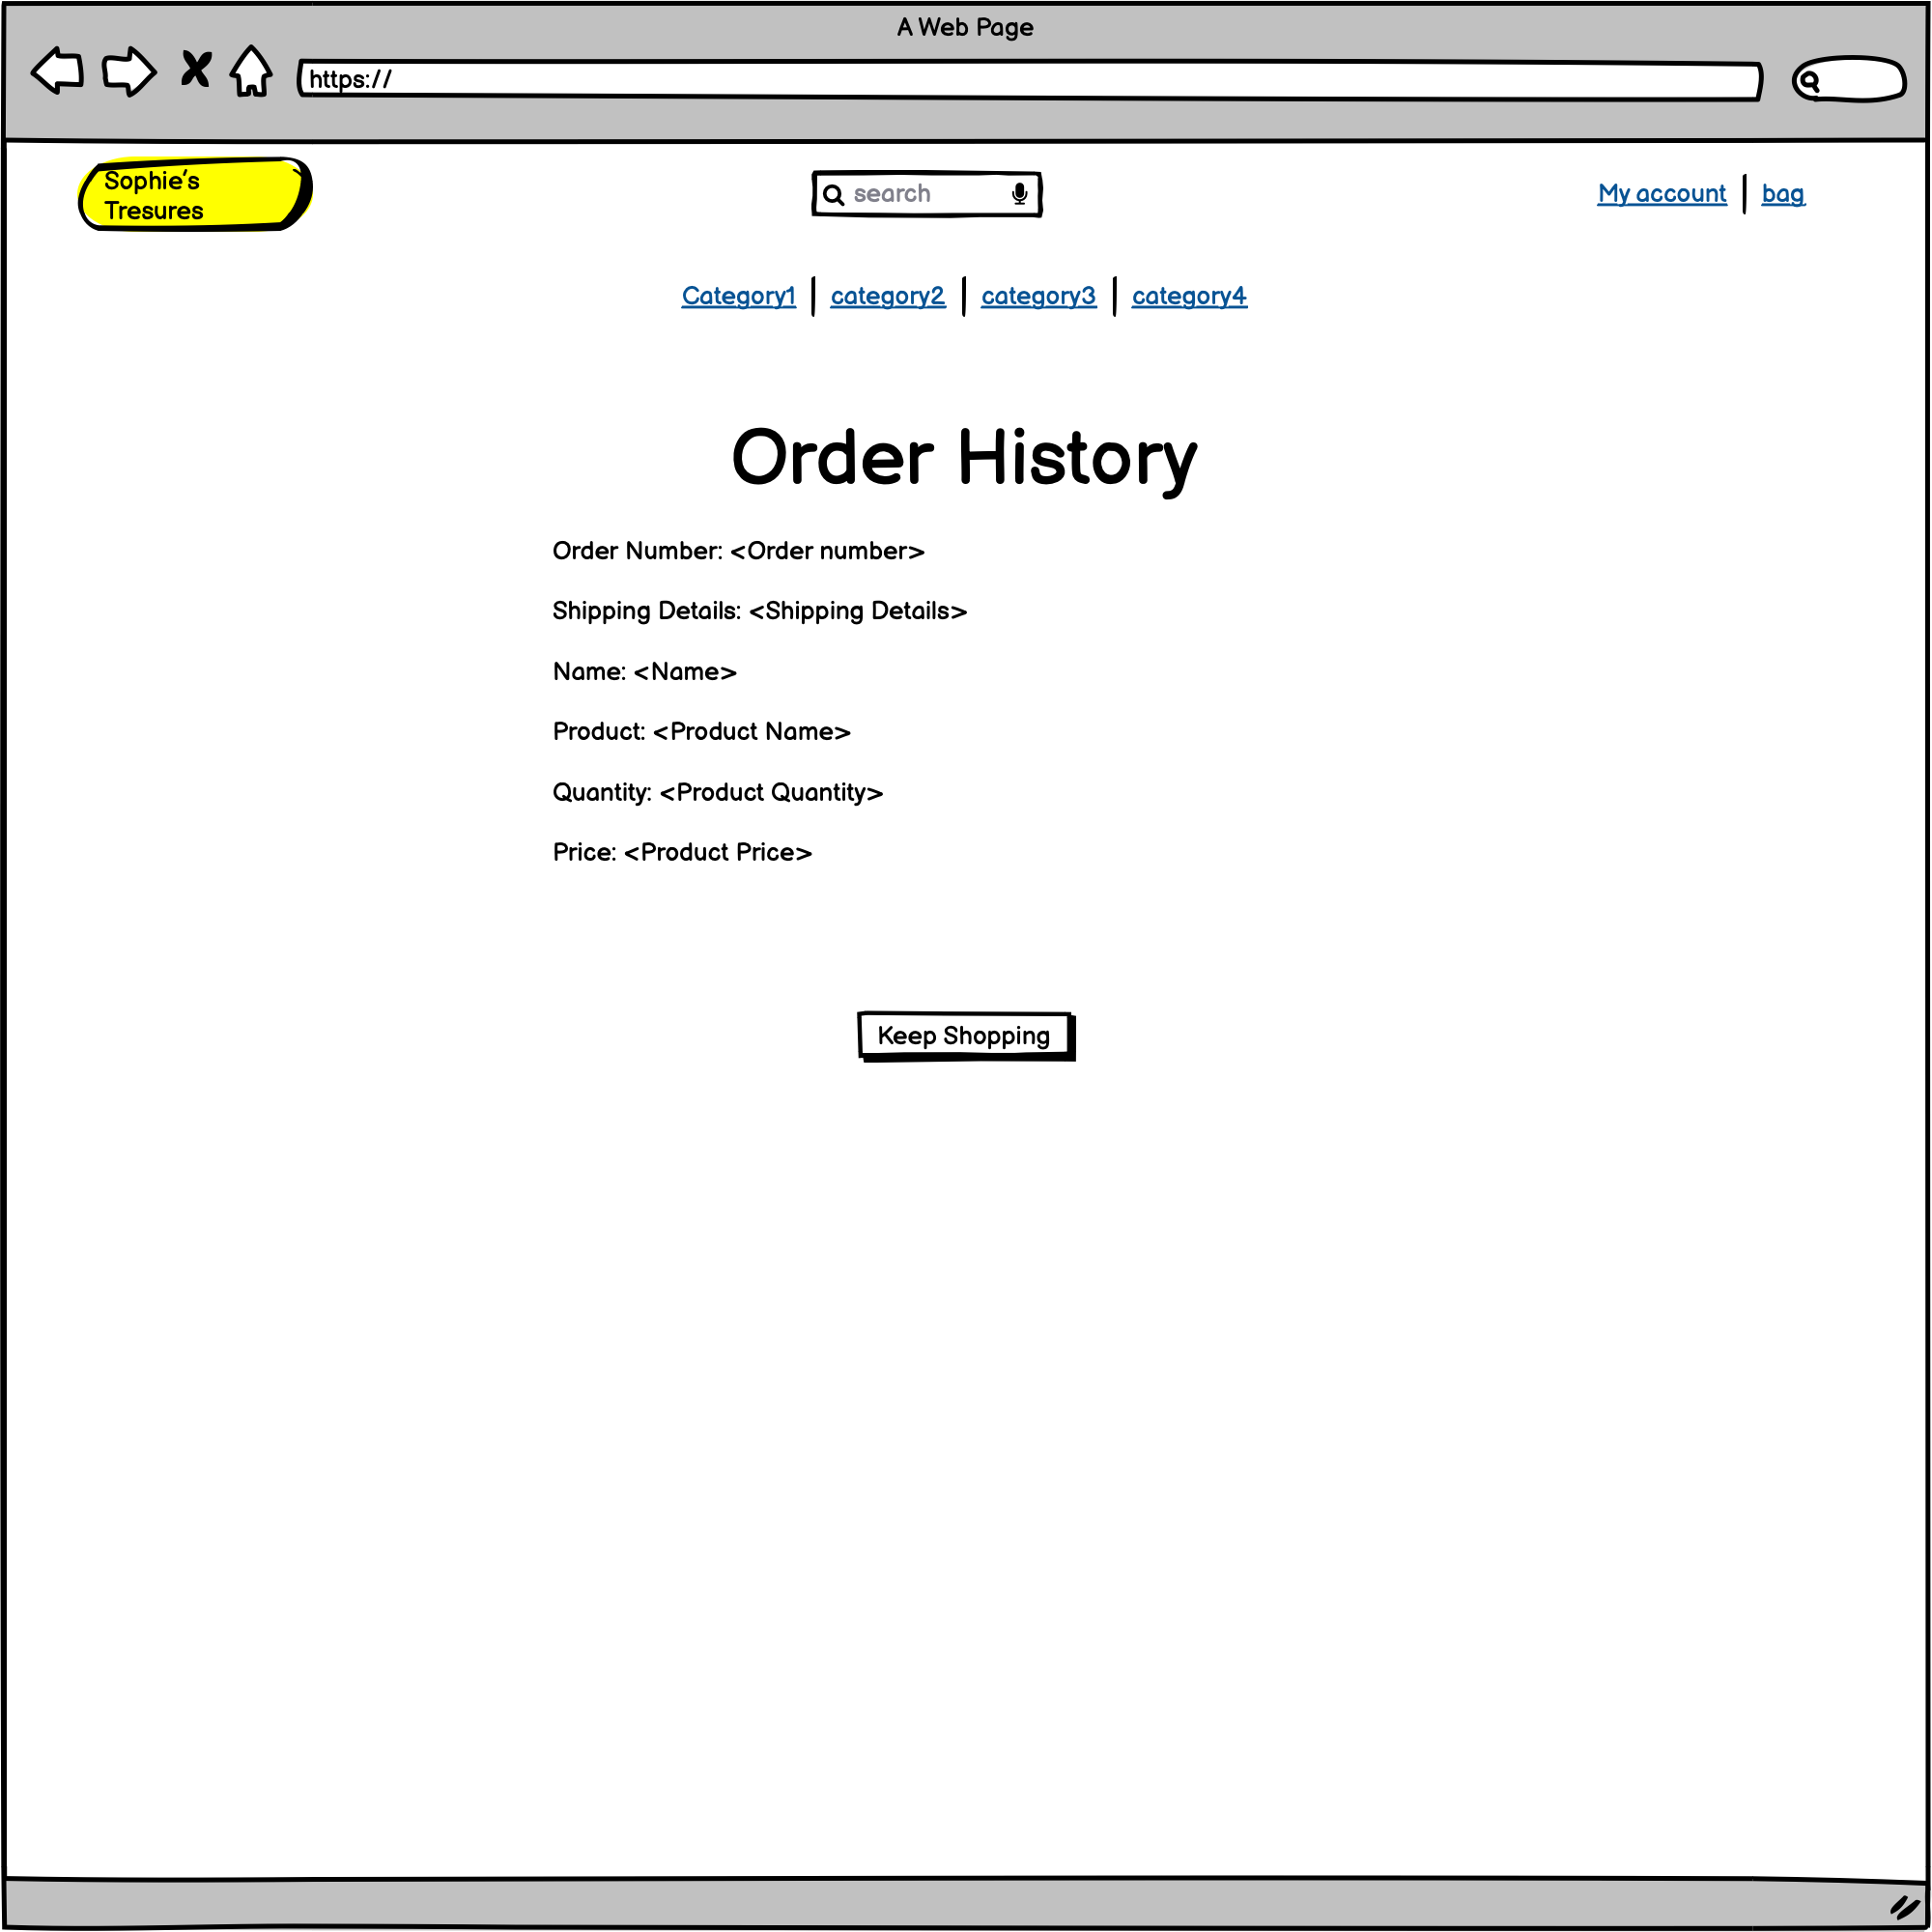 A Web Page
https://
Sophie's
Tresures
search
My account
bag
Category1
category2
category3
category4
Order History
Order Number: <Order number>
Shipping Details: <Shipping Details>
Name: <Name>
Product: <Product Name>
Quantity: <Product Quantity>
Price: <Product Price>
Keep Shopping